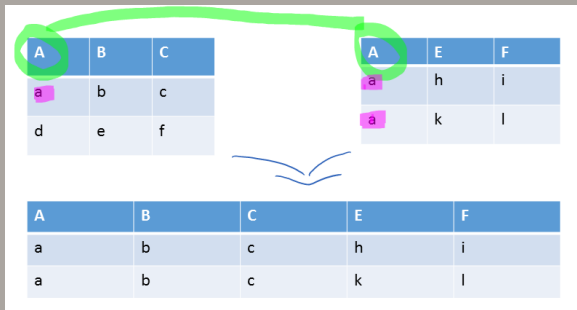 A B C
a b c
d e f
A E F
a h i
a k l
A B C E F
a b c h i
a b c k l